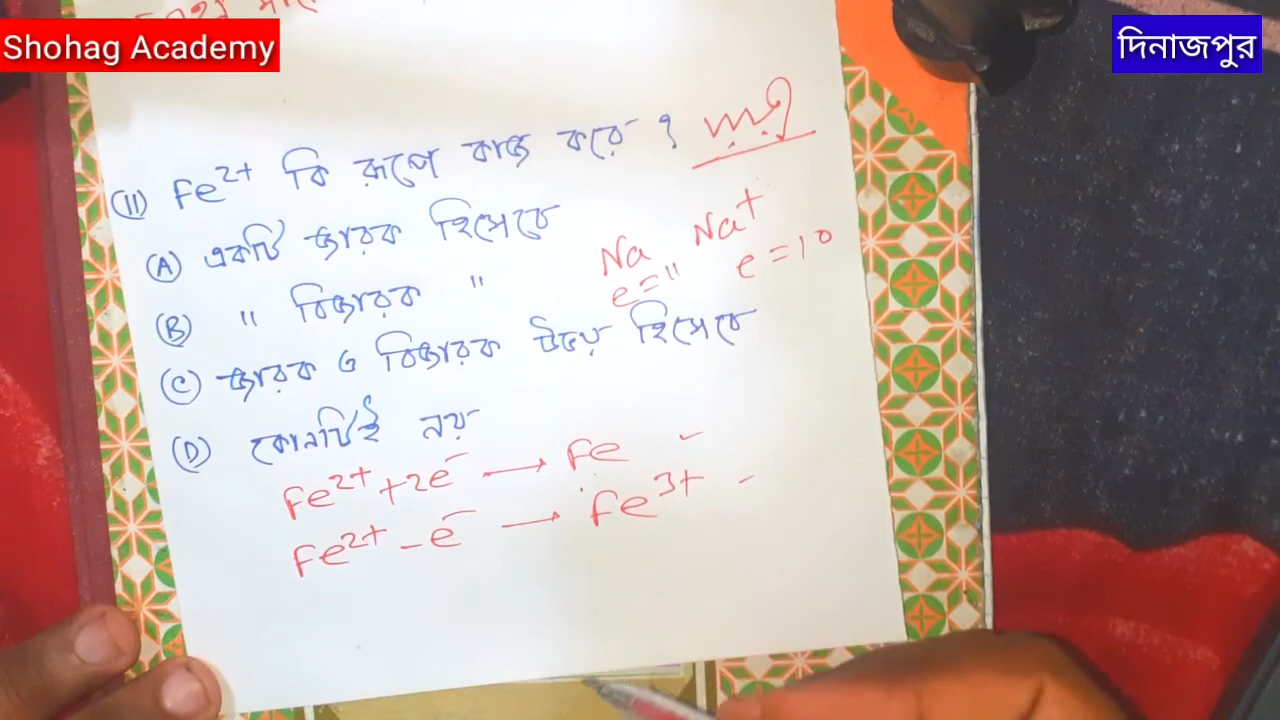 Shohag Academy
দিনাজপুর
(11) Fe²⁺ কি রূপে কাজ করে ?
(A) একটি জারক হিসেবে
(B) " বিজারক "
Na Na⁺
e = 11 e = 10
(C) জারক ও বিজারক উভয় হিসেবে
(D) কোনটিই নয়
Fe²⁺ + 2e⁻ → Fe
Fe²⁺ - e⁻ → Fe³⁺